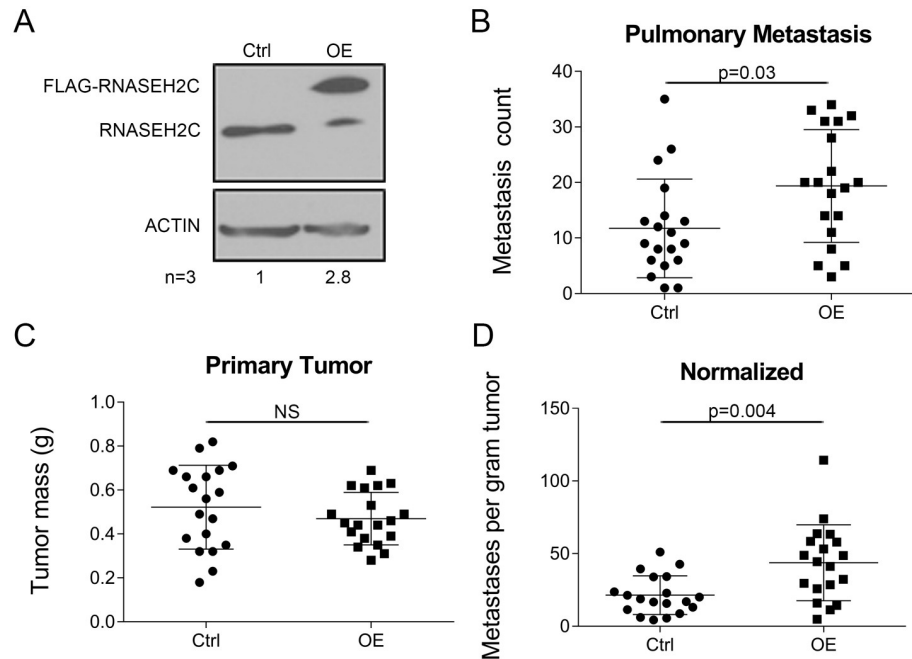 A
Ctrl OE
FLAG-RNASEH2C
RNASEH2C
ACTIN
n=3 1 2.8
B
Pulmonary Metastasis
p=0.03
Metastasis count
40
30
20
10
0
Ctrl OE
C
Primary Tumor
NS
Tumor mass (g)
1.0
0.8
0.6
0.4
0.2
0.0
Ctrl OE
D
Normalized
p=0.004
Metastases per gram tumor
150
100
50
0
Ctrl OE